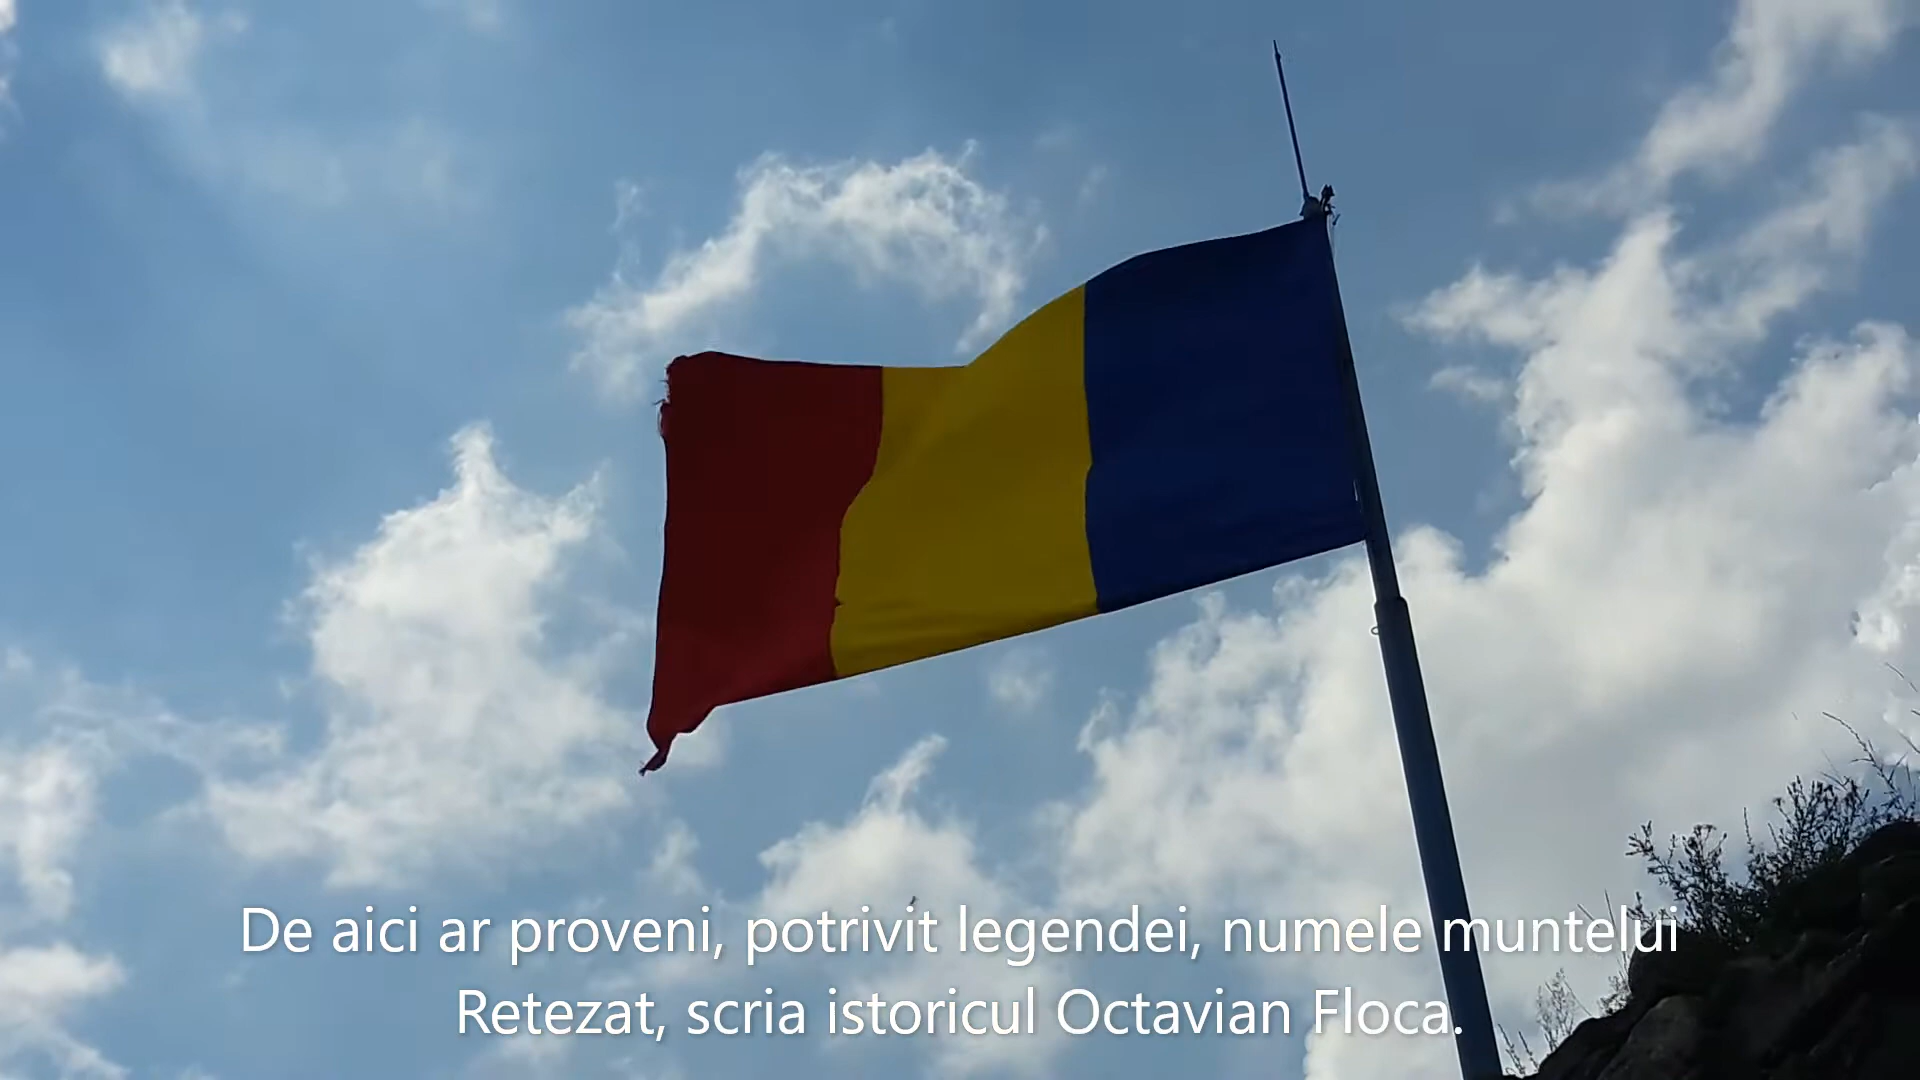 De aici ar proveni, potrivit legendei, numele muntelui
Retezat, scria istoricul Octavian Floca.